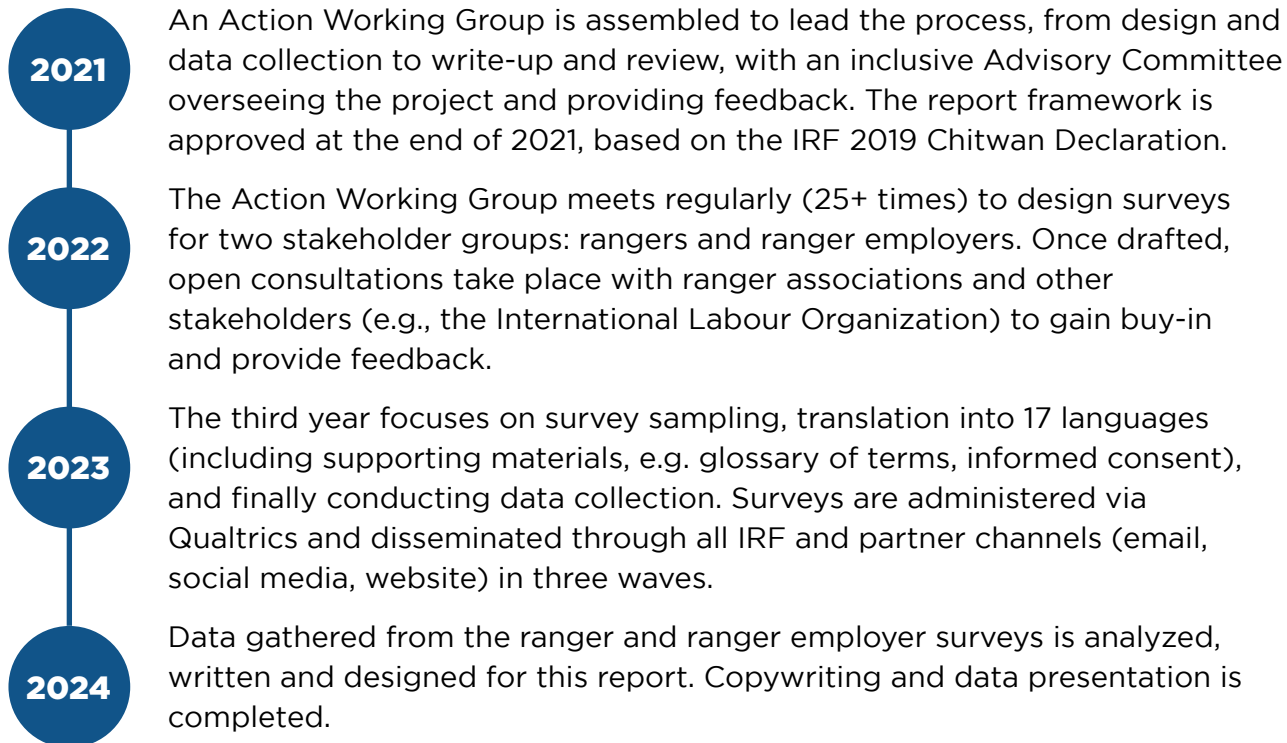 2021
An Action Working Group is assembled to lead the process, from design and
data collection to write-up and review, with an inclusive Advisory Committee
overseeing the project and providing feedback. The report framework is
approved at the end of 2021, based on the IRF 2019 Chitwan Declaration.
2022
The Action Working Group meets regularly (25+ times) to design surveys
for two stakeholder groups: rangers and ranger employers. Once drafted,
open consultations take place with ranger associations and other
stakeholders (e.g., the International Labour Organization) to gain buy-in
and provide feedback.
2023
The third year focuses on survey sampling, translation into 17 languages
(including supporting materials, e.g. glossary of terms, informed consent),
and finally conducting data collection. Surveys are administered via
Qualtrics and disseminated through all IRF and partner channels (email,
social media, website) in three waves.
2024
Data gathered from the ranger and ranger employer surveys is analyzed,
written and designed for this report. Copywriting and data presentation is
completed.